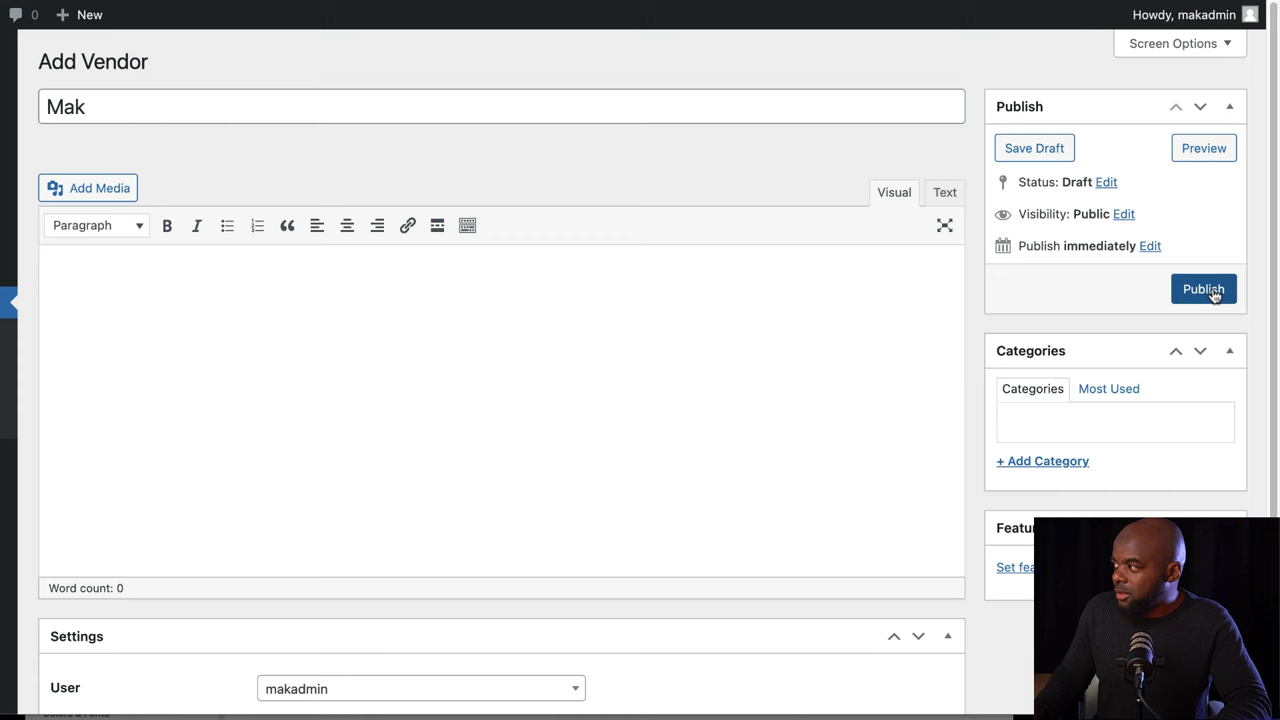 0
New
Howdy, makadmin
Screen Options
Add Vendor
Mak
Publish
Save Draft
Preview
Status: Draft Edit
Visibility: Public Edit
Publish immediately Edit
Publish
Add Media
Visual
Text
Paragraph
Categories
Categories
Most Used
+ Add Category
Word count: 0
Settings
User
makadmin